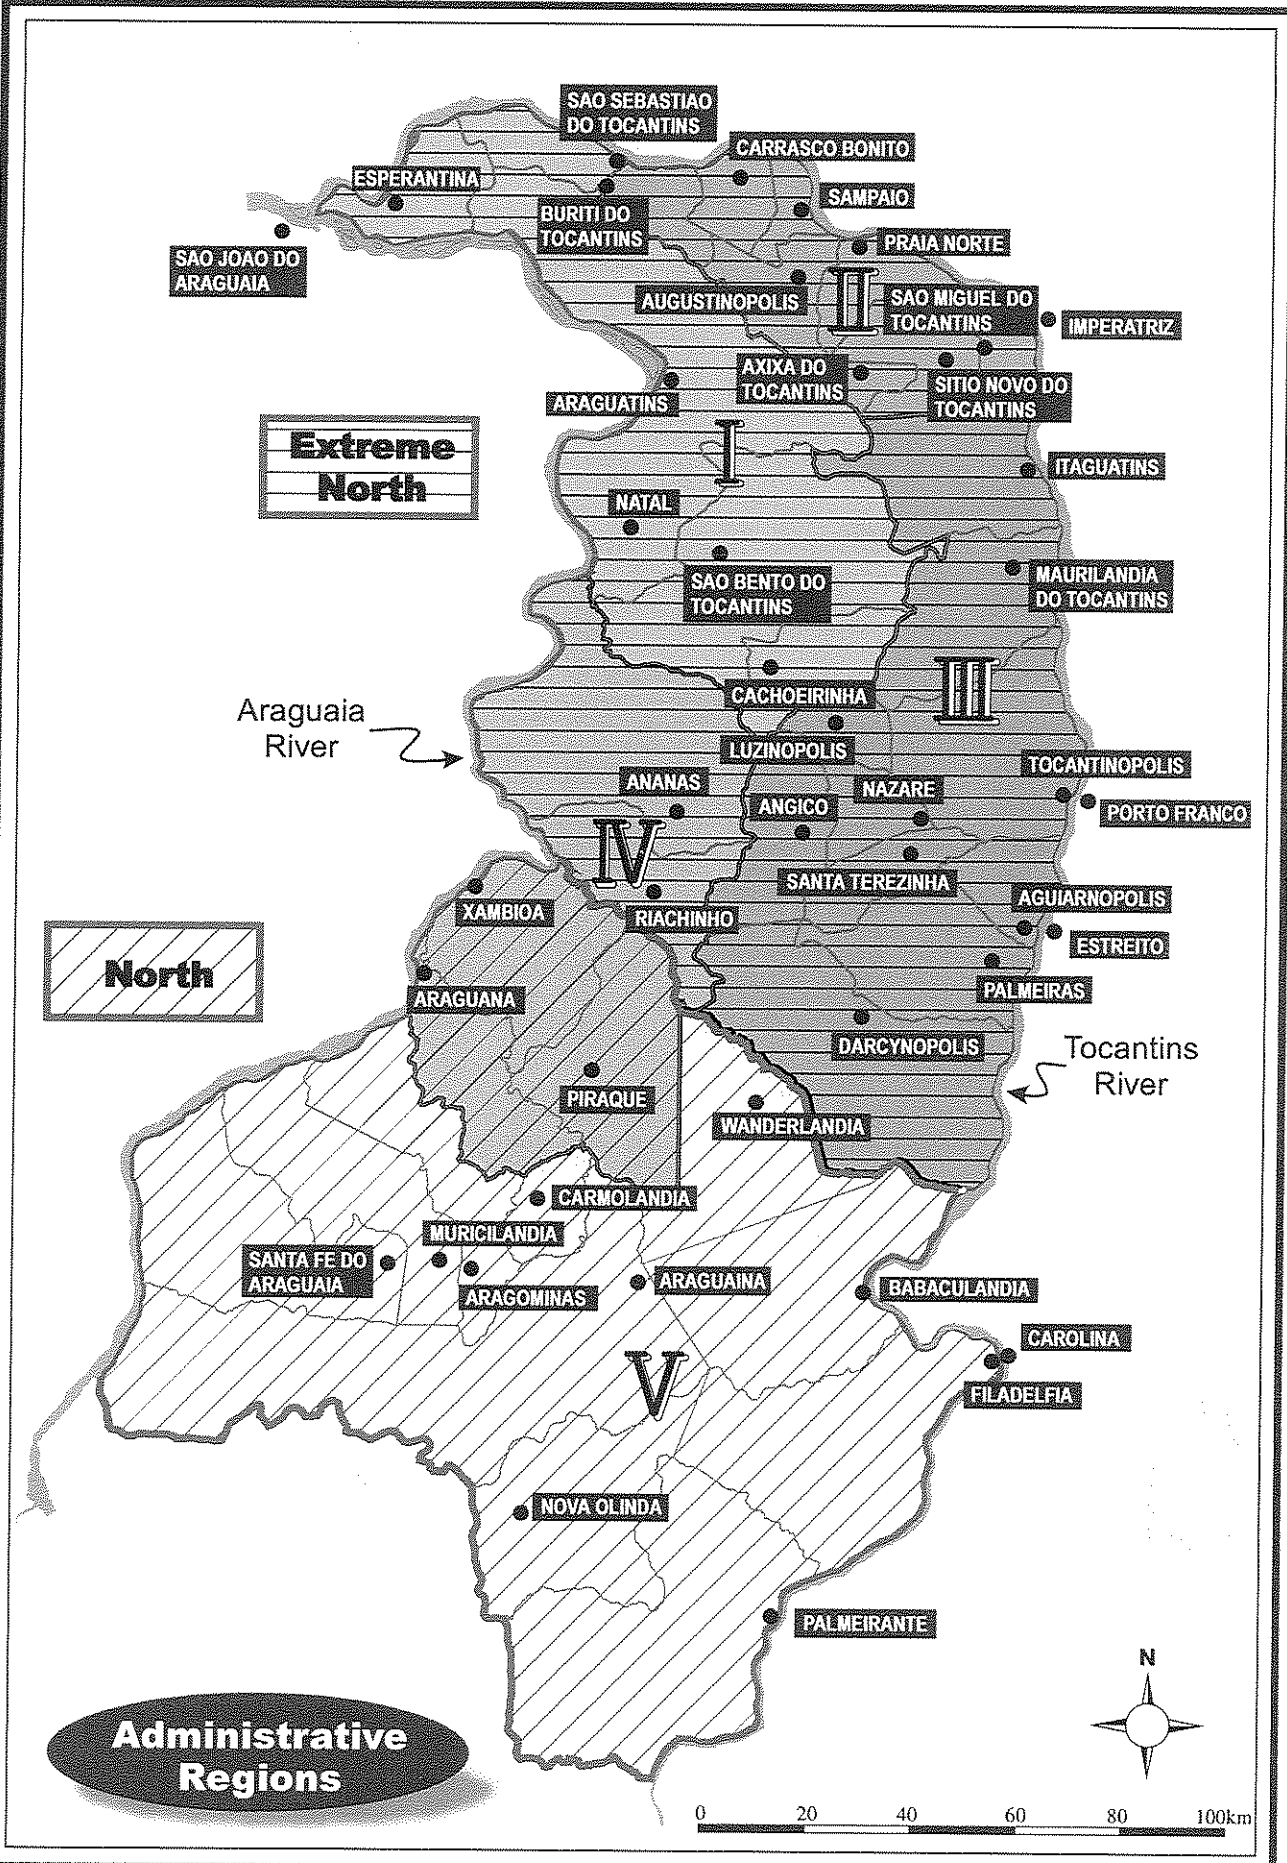 SAO SEBASTIAO
DO TOCANTINS
CARRASCO BONITO
ESPERANTINA
SAMPAIO
BURITI DO
TOCANTINS
PRAIA NORTE
SAO JOAO DO
ARAGUAIA
AUGUSTINOPOLIS
II
SAO MIGUEL DO
TOCANTINS
IMPERATRIZ
AXIXA DO
TOCANTINS
SITIO NOVO DO
TOCANTINS
ARAGUATINS
Extreme
North
I
ITAGUATINS
NATAL
SAO BENTO DO
TOCANTINS
MAURILANDIA
DO TOCANTINS
III
CACHOEIRINHA
Araguaia
River
LUZINOPOLIS
TOCANTINOPOLIS
ANANAS
NAZARE
ANGICO
PORTO FRANCO
IV
SANTA TEREZINHA
AGUIARNOPOLIS
XAMBIOA
RIACHINHO
ESTREITO
North
ARAGUANA
PALMEIRAS
DARCYNOPOLIS
Tocantins
River
PIRAQUE
WANDERLANDIA
CARMOLANDIA
MURICILANDIA
SANTA FE DO
ARAGUAIA
ARAGOMINAS
ARAGUAINA
BABACULANDIA
CAROLINA
V
FILADELFIA
NOVA OLINDA
PALMEIRANTE
N
Administrative
Regions
0 20 40 60 80 100km